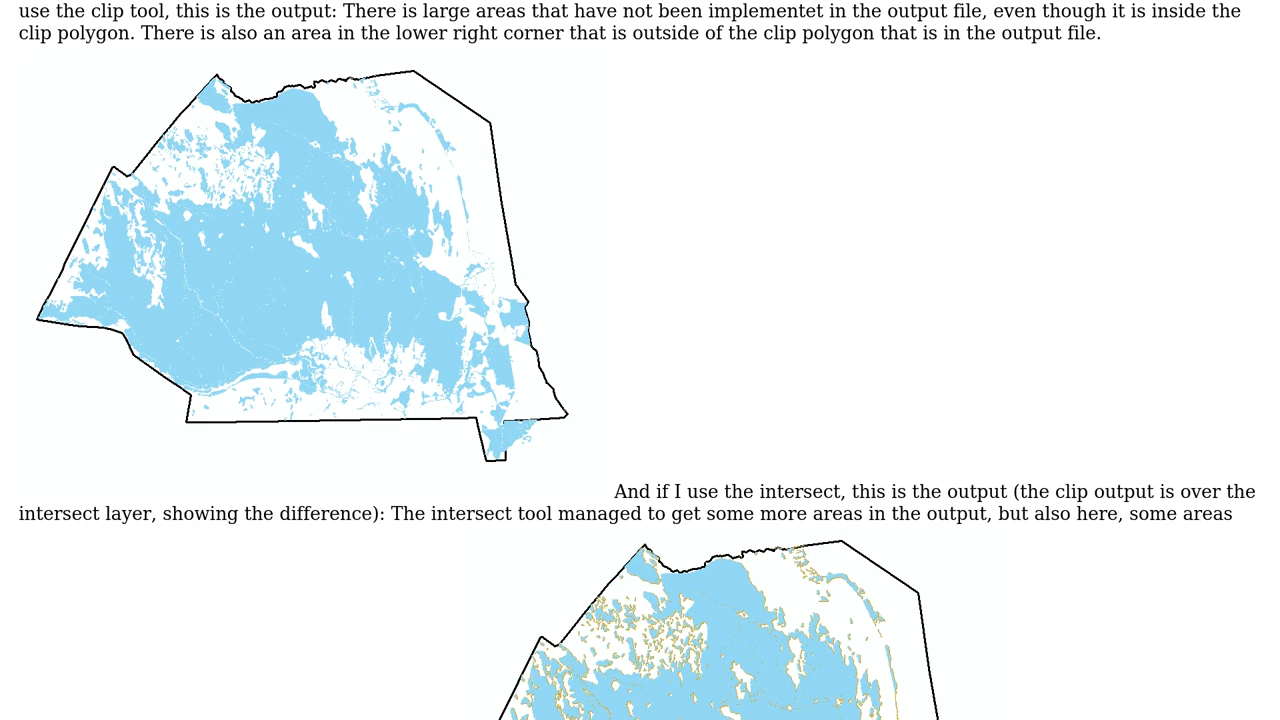 use the clip tool, this is the output: There is large areas that have not been implementet in the output file, even though it is inside the
clip polygon. There is also an area in the lower right corner that is outside of the clip polygon that is in the output file.
And if I use the intersect, this is the output (the clip output is over the
intersect layer, showing the difference): The intersect tool managed to get some more areas in the output, but also here, some areas